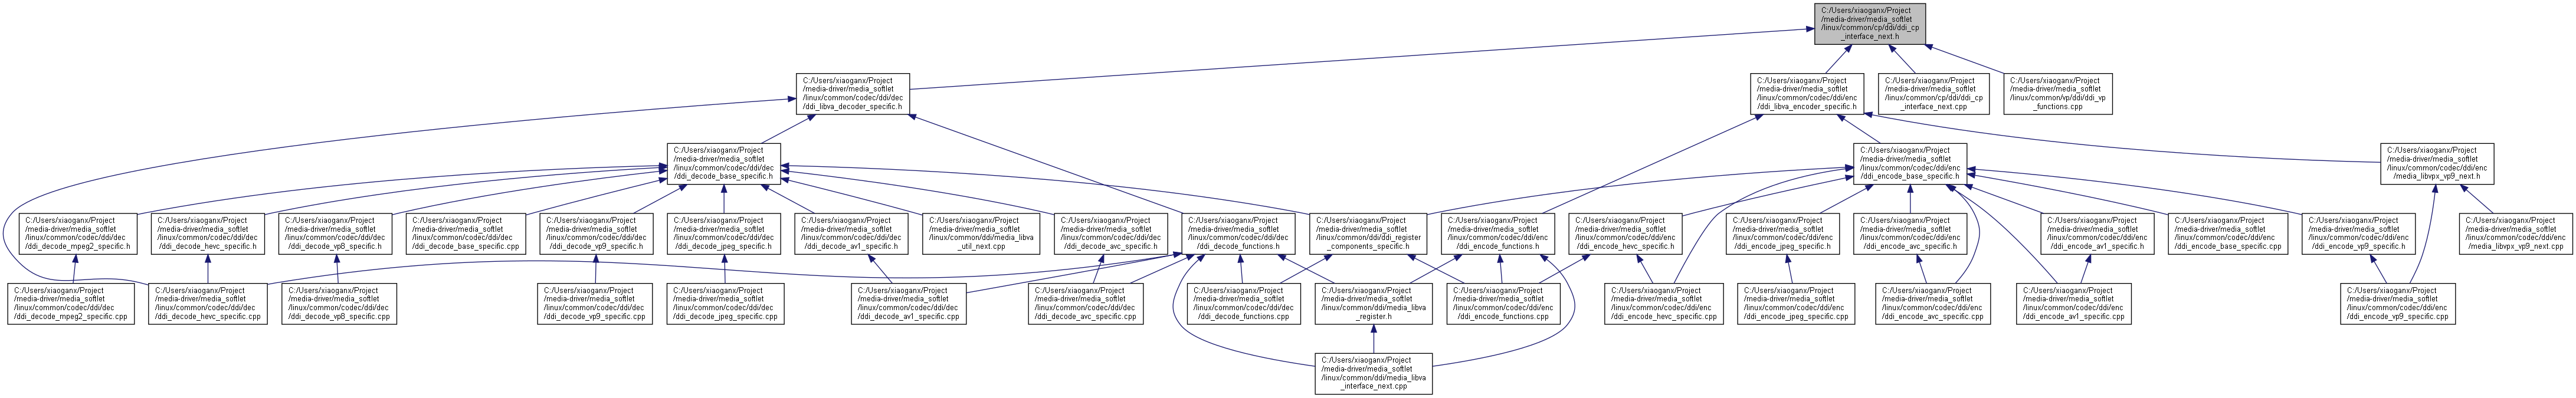 C:/Users/xiaoganx/Project
/media-driver/media_softlet
/linux/common/cp/ddi/ddi_cp
_interface_next.h
C:/Users/xiaoganx/Project
/media-driver/media_softlet
/linux/common/codec/ddi/dec
/ddi_libva_decoder_specific.h
C:/Users/xiaoganx/Project
/media-driver/media_softlet
/linux/common/codec/ddi/enc
/ddi_libva_encoder_specific.h
C:/Users/xiaoganx/Project
/media-driver/media_softlet
/linux/common/cp/ddi/ddi_cp
_interface_next.cpp
C:/Users/xiaoganx/Project
/media-driver/media_softlet
/linux/common/vp/ddi/ddi_vp
_functions.cpp
C:/Users/xiaoganx/Project
/media-driver/media_softlet
/linux/common/codec/ddi/dec
/ddi_decode_base_specific.h
C:/Users/xiaoganx/Project
/media-driver/media_softlet
/linux/common/codec/ddi/enc
/ddi_encode_base_specific.h
C:/Users/xiaoganx/Project
/media-driver/media_softlet
/linux/common/codec/ddi/enc
/media_libvpx_vp9_next.h
C:/Users/xiaoganx/Project
/media-driver/media_softlet
/linux/common/codec/ddi/dec
/ddi_decode_mpeg2_specific.h
C:/Users/xiaoganx/Project
/media-driver/media_softlet
/linux/common/codec/ddi/dec
/ddi_decode_hevc_specific.h
C:/Users/xiaoganx/Project
/media-driver/media_softlet
/linux/common/codec/ddi/dec
/ddi_decode_vp8_specific.h
C:/Users/xiaoganx/Project
/media-driver/media_softlet
/linux/common/codec/ddi/dec
/ddi_decode_base_specific.cpp
C:/Users/xiaoganx/Project
/media-driver/media_softlet
/linux/common/codec/ddi/dec
/ddi_decode_vp9_specific.h
C:/Users/xiaoganx/Project
/media-driver/media_softlet
/linux/common/codec/ddi/dec
/ddi_decode_jpeg_specific.h
C:/Users/xiaoganx/Project
/media-driver/media_softlet
/linux/common/codec/ddi/dec
/ddi_decode_av1_specific.h
C:/Users/xiaoganx/Project
/media-driver/media_softlet
/linux/common/ddi/media_libva
_util_next.cpp
C:/Users/xiaoganx/Project
/media-driver/media_softlet
/linux/common/codec/ddi/dec
/ddi_decode_avc_specific.h
C:/Users/xiaoganx/Project
/media-driver/media_softlet
/linux/common/codec/ddi/dec
/ddi_decode_functions.h
C:/Users/xiaoganx/Project
/media-driver/media_softlet
/linux/common/ddi/ddi_register
_components_specific.h
C:/Users/xiaoganx/Project
/media-driver/media_softlet
/linux/common/codec/ddi/enc
/ddi_encode_functions.h
C:/Users/xiaoganx/Project
/media-driver/media_softlet
/linux/common/codec/ddi/enc
/ddi_encode_hevc_specific.h
C:/Users/xiaoganx/Project
/media-driver/media_softlet
/linux/common/codec/ddi/enc
/ddi_encode_jpeg_specific.h
C:/Users/xiaoganx/Project
/media-driver/media_softlet
/linux/common/codec/ddi/enc
/ddi_encode_avc_specific.h
C:/Users/xiaoganx/Project
/media-driver/media_softlet
/linux/common/codec/ddi/enc
/ddi_encode_av1_specific.h
C:/Users/xiaoganx/Project
/media-driver/media_softlet
/linux/common/codec/ddi/enc
/ddi_encode_base_specific.cpp
C:/Users/xiaoganx/Project
/media-driver/media_softlet
/linux/common/codec/ddi/enc
/ddi_encode_vp9_specific.h
C:/Users/xiaoganx/Project
/media-driver/media_softlet
/linux/common/codec/ddi/enc
/media_libvpx_vp9_next.cpp
C:/Users/xiaoganx/Project
/media-driver/media_softlet
/linux/common/codec/ddi/dec
/ddi_decode_mpeg2_specific.cpp
C:/Users/xiaoganx/Project
/media-driver/media_softlet
/linux/common/codec/ddi/dec
/ddi_decode_hevc_specific.cpp
C:/Users/xiaoganx/Project
/media-driver/media_softlet
/linux/common/codec/ddi/dec
/ddi_decode_vp8_specific.cpp
C:/Users/xiaoganx/Project
/media-driver/media_softlet
/linux/common/codec/ddi/dec
/ddi_decode_vp9_specific.cpp
C:/Users/xiaoganx/Project
/media-driver/media_softlet
/linux/common/codec/ddi/dec
/ddi_decode_jpeg_specific.cpp
C:/Users/xiaoganx/Project
/media-driver/media_softlet
/linux/common/codec/ddi/dec
/ddi_decode_av1_specific.cpp
C:/Users/xiaoganx/Project
/media-driver/media_softlet
/linux/common/codec/ddi/dec
/ddi_decode_avc_specific.cpp
C:/Users/xiaoganx/Project
/media-driver/media_softlet
/linux/common/codec/ddi/dec
/ddi_decode_functions.cpp
C:/Users/xiaoganx/Project
/media-driver/media_softlet
/linux/common/ddi/media_libva
_register.h
C:/Users/xiaoganx/Project
/media-driver/media_softlet
/linux/common/codec/ddi/enc
/ddi_encode_functions.cpp
C:/Users/xiaoganx/Project
/media-driver/media_softlet
/linux/common/codec/ddi/enc
/ddi_encode_hevc_specific.cpp
C:/Users/xiaoganx/Project
/media-driver/media_softlet
/linux/common/codec/ddi/enc
/ddi_encode_jpeg_specific.cpp
C:/Users/xiaoganx/Project
/media-driver/media_softlet
/linux/common/codec/ddi/enc
/ddi_encode_avc_specific.cpp
C:/Users/xiaoganx/Project
/media-driver/media_softlet
/linux/common/codec/ddi/enc
/ddi_encode_av1_specific.cpp
C:/Users/xiaoganx/Project
/media-driver/media_softlet
/linux/common/codec/ddi/enc
/ddi_encode_vp9_specific.cpp
C:/Users/xiaoganx/Project
/media-driver/media_softlet
/linux/common/ddi/media_libva
_interface_next.cpp